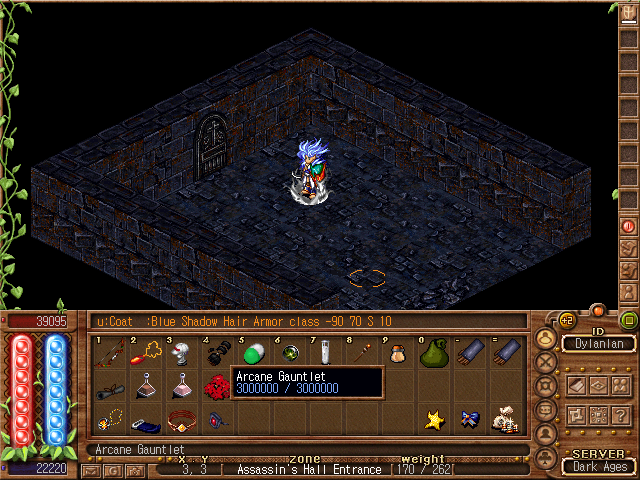 39095
u:Coat :Blue Shadow Hair Armor class -90 70 S 10
+2
ID
Dylanlan
1 2 3 4 5 6 7 8 9 0 - =
Arcane Gauntlet
3000000 / 3000000
Arcane Gauntlet
X Y zone weight
22220
G
3, 3 [ Assassin's Hall Entrance [170 / 262[
?
SERVER
Dark Ages